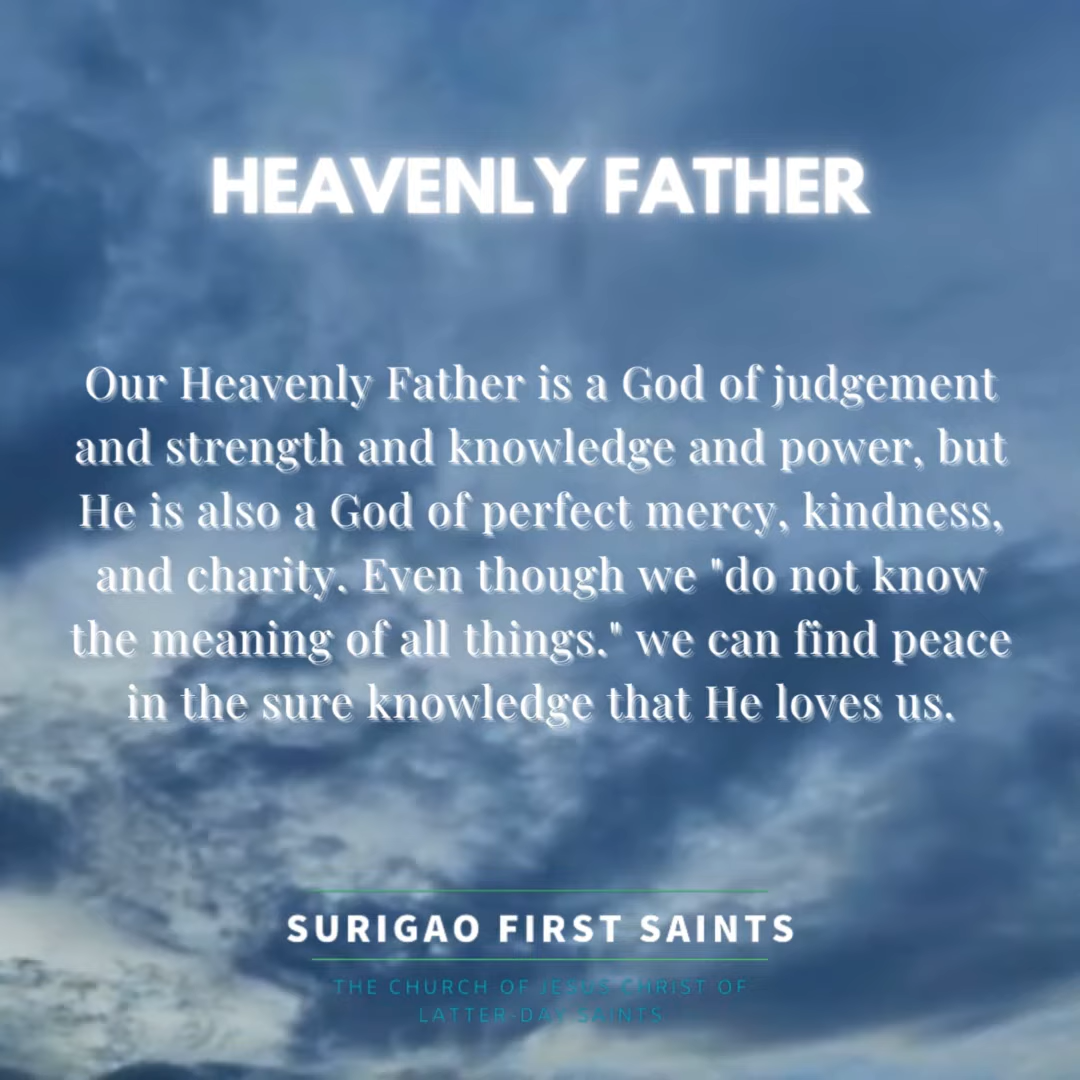 HEAVENLY FATHER
Our Heavenly Father is a God of judgement
and strength and knowledge and power, but
He is also a God of perfect mercy, kindness,
and charity. Even though we "do not know
the meaning of all things." we can find peace
in the sure knowledge that He loves us.
SURIGAO FIRST SAINTS
THE CHURCH OF JESUS CHRIST OF
LATTER-DAY SAINTS